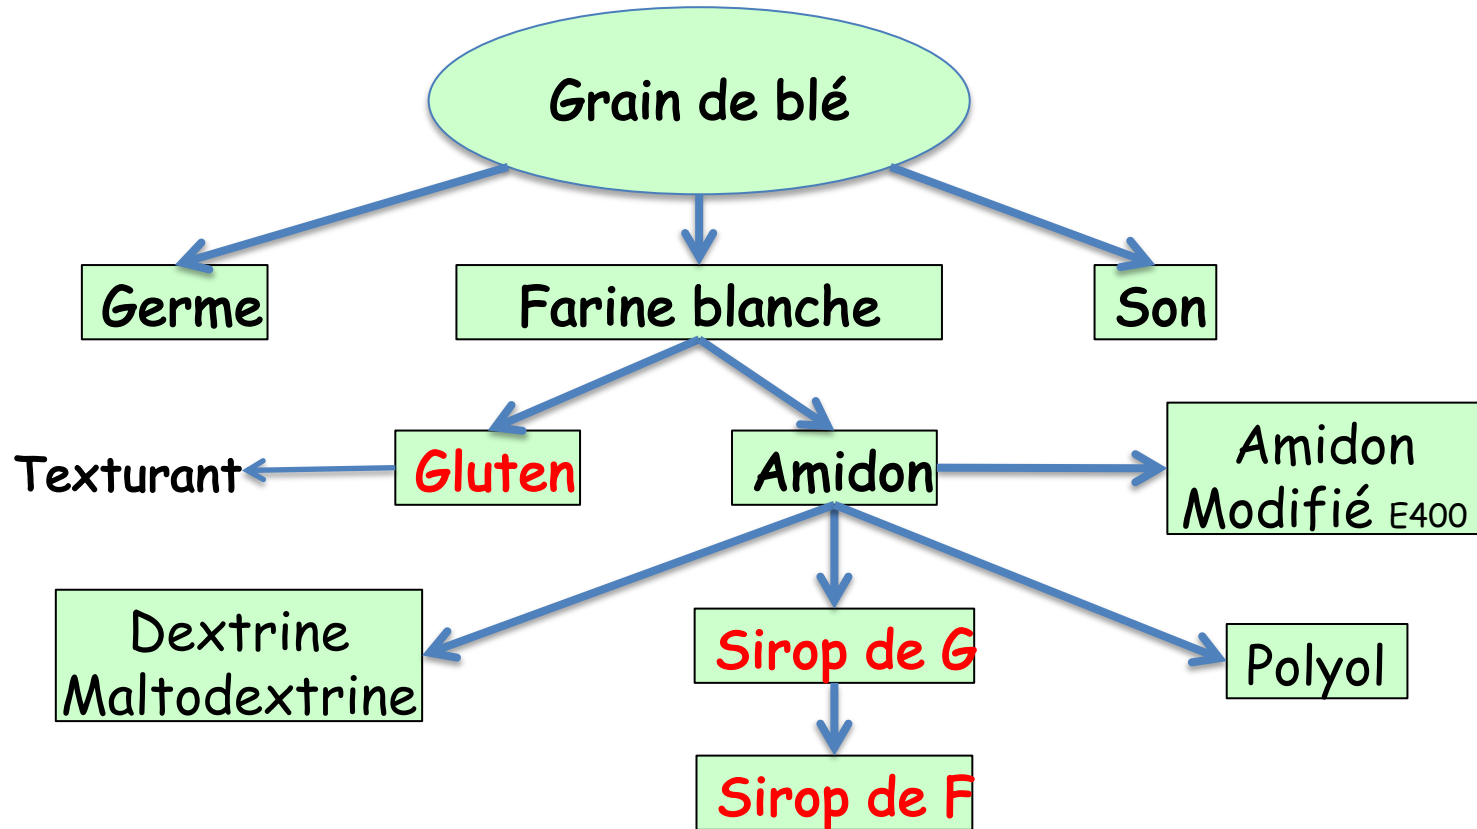 Grain de blé
Germe
Farine blanche
Son
Texturant
Gluten
Amidon
Amidon
Modifié E400
Dextrine
Maltodextrine
Sirop de G
Polyol
Sirop de F